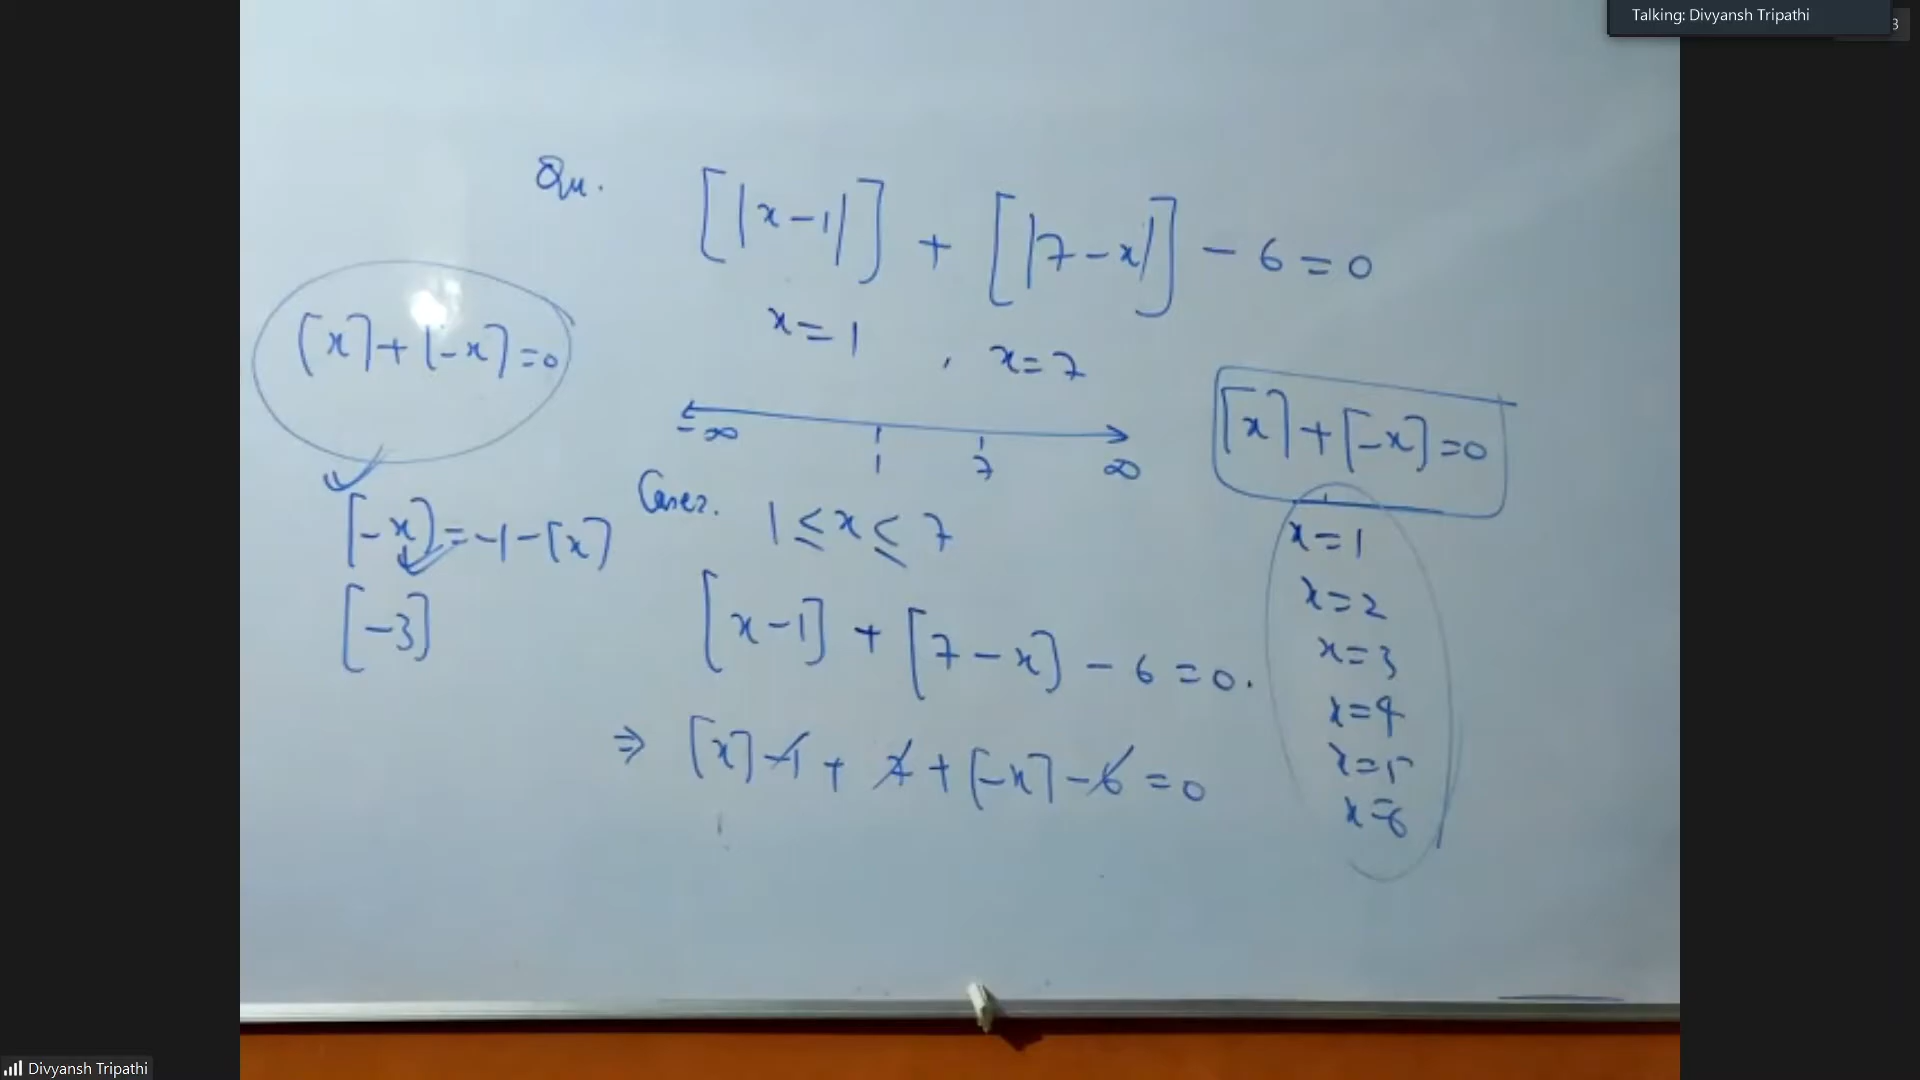 Talking: Divyansh Tripathi
Qu. [|x-1|] + [|7-x|] - 6 = 0
x = 1 , x = 7
[x] + [-x] = 0
-∞ 1 7 ∞
[x] + [-x] = 0
[-x] = -1-[x]
[-3]
1 ≤ x ≤ 7
[x-1] + [7-x] - 6 = 0.
⇒ [x] - 1 + 7 + [-x] - 6 = 0
x = 1
x = 2
x = 3
x = 4
x = 5
x = 6
Divyansh Tripathi